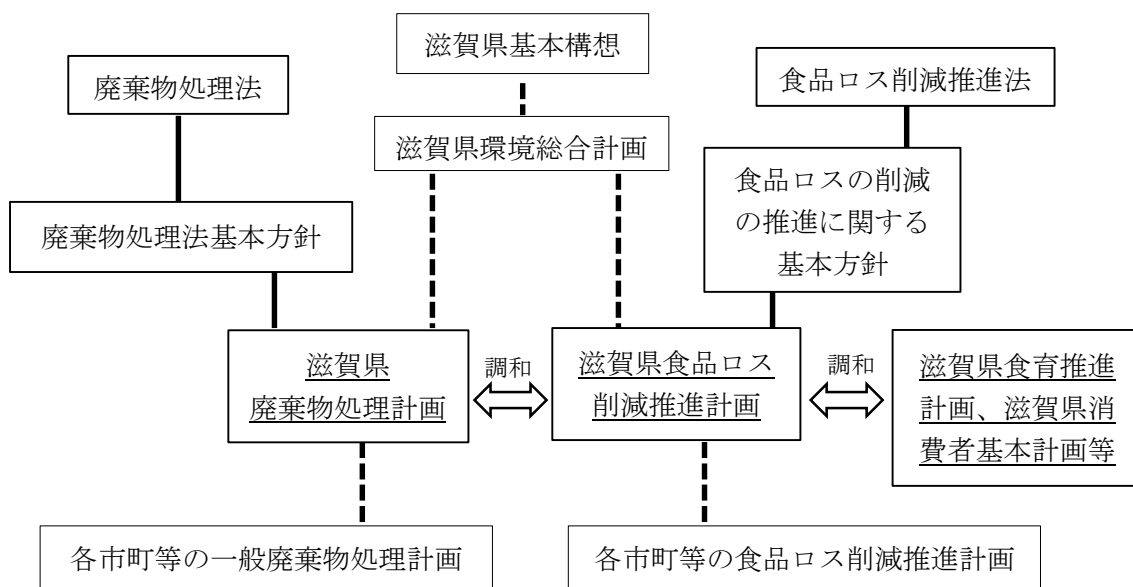 滋賀県基本構想
廃棄物処理法
食品ロス削減推進法
滋賀県環境総合計画
食品ロスの削減
の推進に関する
基本方針
廃棄物処理法基本方針
滋賀県
廃棄物処理計画
調和
滋賀県食品ロス
削減推進計画
調和
滋賀県食育推進
計画、滋賀県消
費者基本計画等
各市町等の一般廃棄物処理計画
各市町等の食品ロス削減推進計画